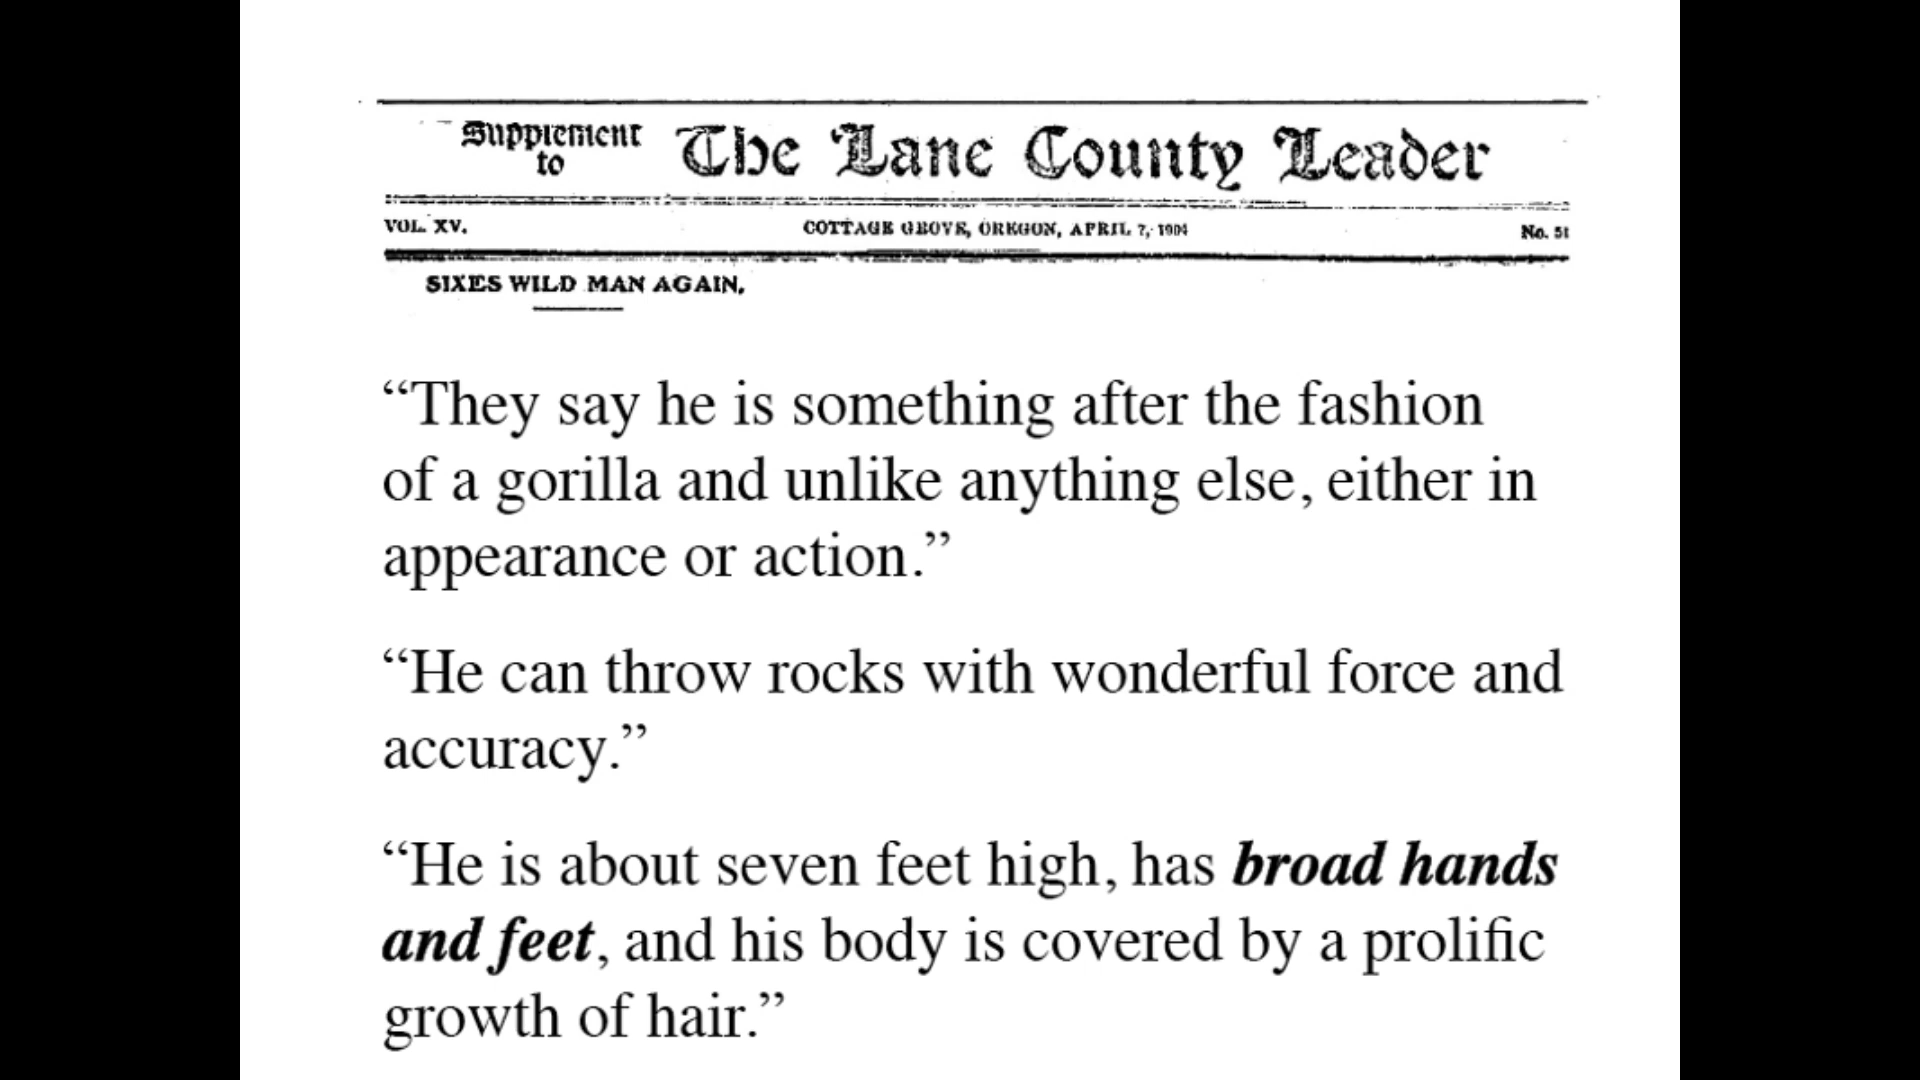 Supplement
to
The Lane County Leader
VOL. XV. COTTAGE GROVE, OREGON, APRIL 7, 1904 No. 51
SIXES WILD MAN AGAIN.
“They say he is something after the fashion
of a gorilla and unlike anything else, either in
appearance or action.”
“He can throw rocks with wonderful force and
accuracy.”
“He is about seven feet high, has broad hands
and feet, and his body is covered by a prolific
growth of hair.”